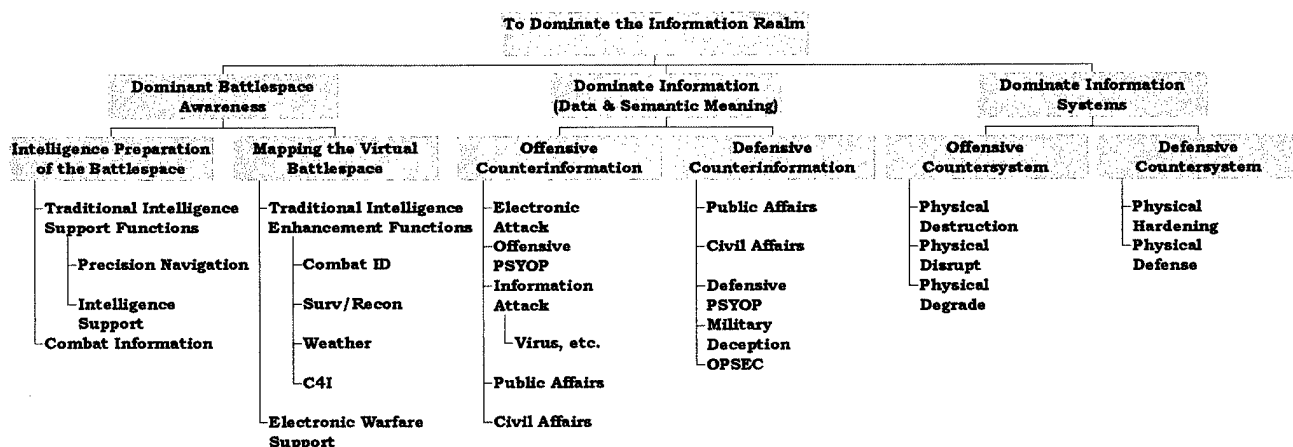 To Dominate the Information Realm
Dominant Battlespace
Awareness
Dominate Information
(Data & Semantic Meaning)
Dominate Information
Systems
Intelligence Preparation
of the Battlespace
Mapping the Virtual
Battlespace
Offensive
Counterinformation
Defensive
Counterinformation
Offensive
Countersystem
Defensive
Countersystem
Traditional Intelligence
Support Functions
Precision Navigation
Intelligence
Support
Combat Information
Traditional Intelligence
Enhancement Functions
Combat ID
Surv/Recon
Weather
C4I
Electronic Warfare
Support
Electronic
Attack
Offensive
PSYOP
Information
Attack
Virus, etc.
Public Affairs
Civil Affairs
Public Affairs
Civil Affairs
Defensive
PSYOP
Military
Deception
OPSEC
Physical
Destruction
Physical
Disrupt
Physical
Degrade
Physical
Hardening
Physical
Defense